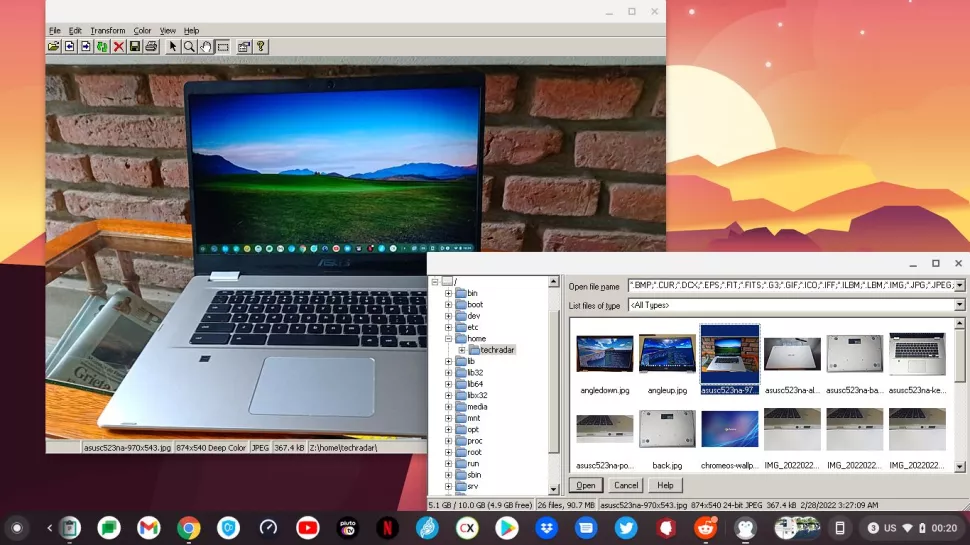 File Edit Transform Color View Help
ASUS
Grieta
asusc523na-970x543.jpg 874x540 Deep Color JPEG 367.4 kB Z:\home\techradar\
/
bin
boot
dev
etc
home
techradar
lib
lib32
lib64
libx32
media
mnt
opt
proc
root
run
sbin
srv
Open file name *.BMP,*.CUR,*.DCX,*.EPS,*.FIT,*.FITS,*.G3,*.GIF,*.ICO,*.IFF,*.ILBM,*.LBM,*.IMG,*.JPG,*.JPEG,
List files of type <All Types>
angledown.jpg angleup.jpg asusc523na-97... asusc523na-al... asusc523na-ba... asusc523na-ke...
asusc523na-po... back.jpg chromeos-wallp... IMG_2022022... IMG_2022022... IMG_2022022...
Open Cancel Help
5.1 GB / 10.0 GB (4.9 GB free) 26 files, 90.7 MB asusc523na-970x543.jpg 874x540 24-bit JPEG 367.4 kB 2/28/2022 3:27:09 AM
pluto tv N CX 3 US 00:20